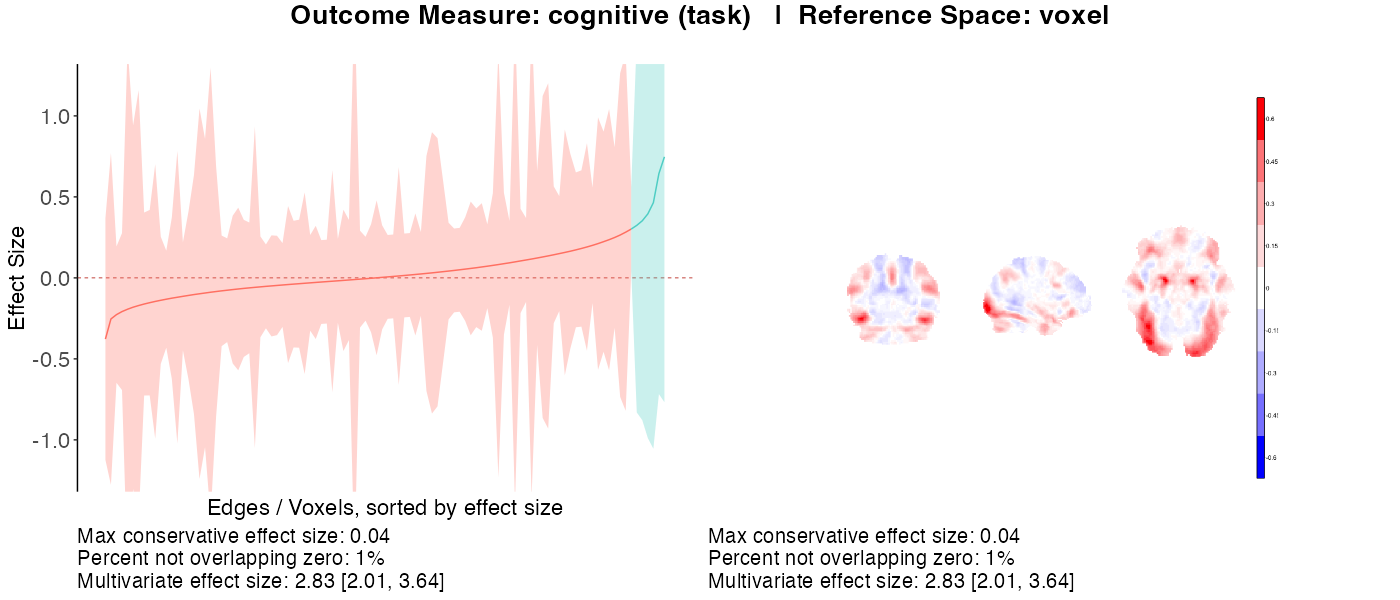 Outcome Measure: cognitive (task) | Reference Space: voxel
Effect Size
1.0
0.5
0.0
-0.5
-1.0
Edges / Voxels, sorted by effect size
Max conservative effect size: 0.04
Percent not overlapping zero: 1%
Multivariate effect size: 2.83 [2.01, 3.64]
0.6
0.45
0.3
0.15
0
-0.3
-0.6
Max conservative effect size: 0.04
Percent not overlapping zero: 1%
Multivariate effect size: 2.83 [2.01, 3.64]